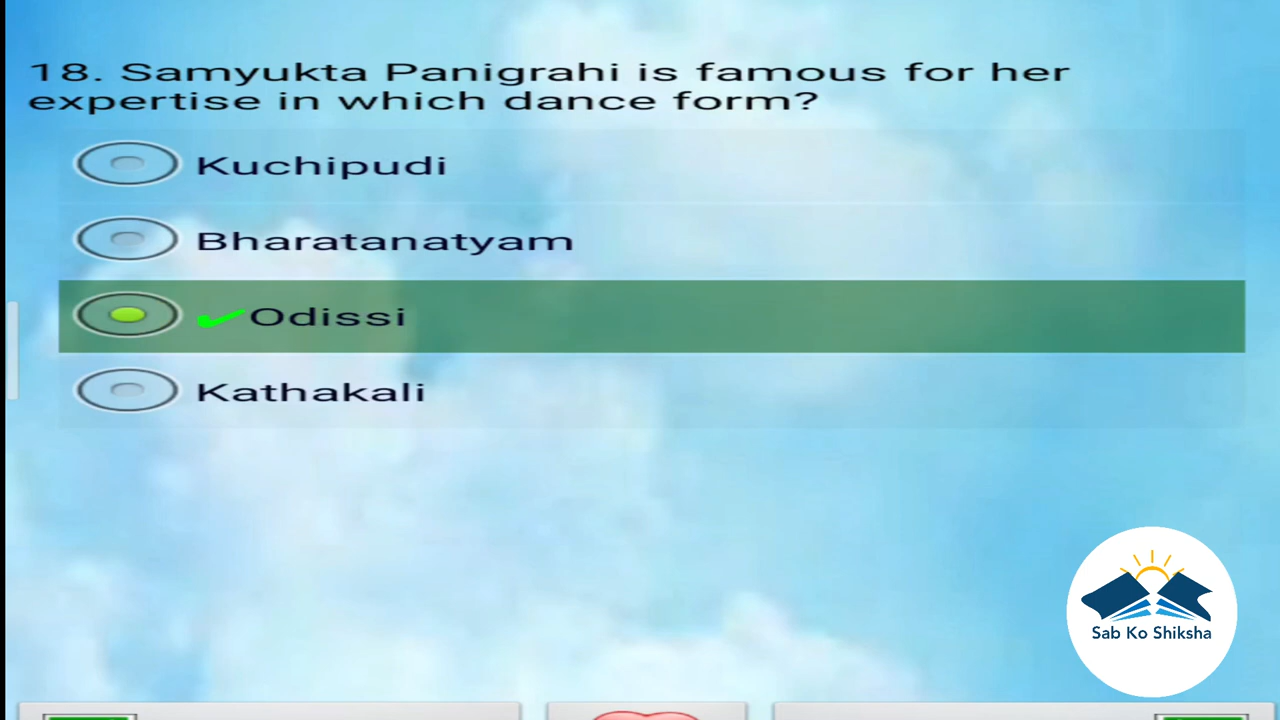 18. Samyukta Panigrahi is famous for her
expertise in which dance form?
Kuchipudi
Bharatanatyam
Odissi
Kathakali
Sab Ko Shiksha